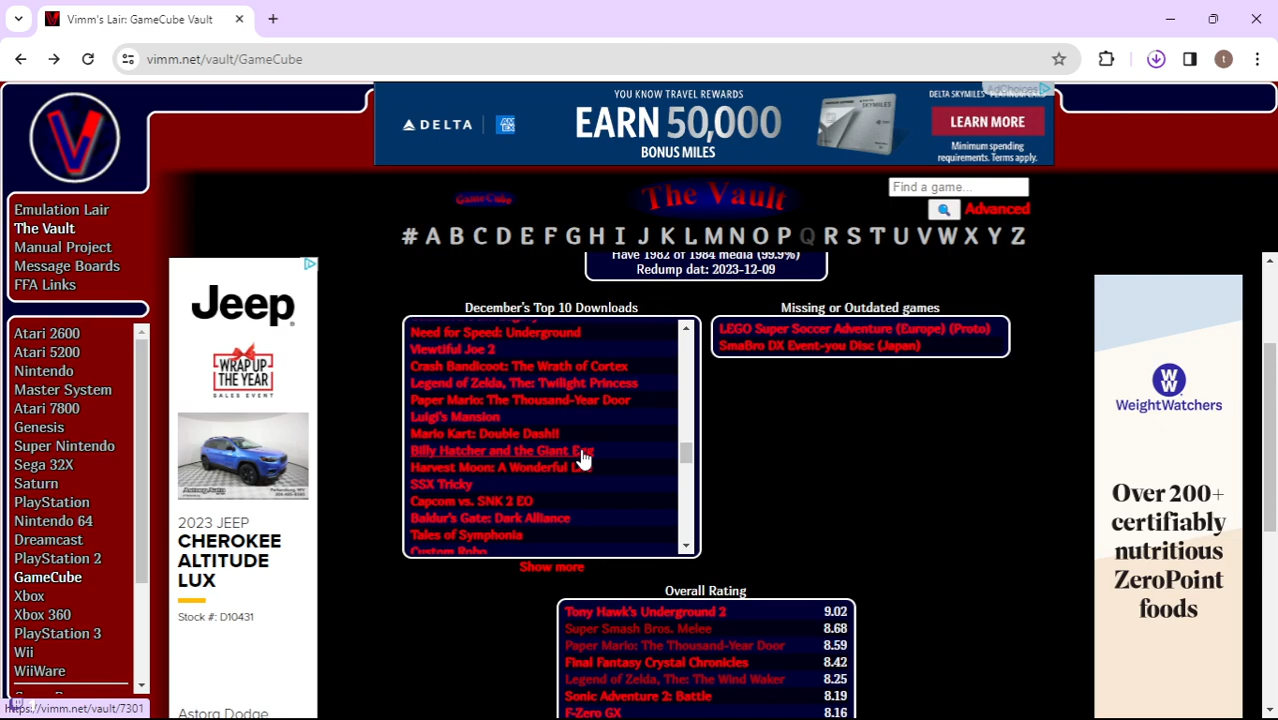 Vimm's Lair: GameCube Vault
vimm.net/vault/GameCube
t
YOU KNOW TRAVEL REWARDS
DELTA
EARN 50,000
BONUS MILES
AdChoices
DELTA SKYMILES® PLATINUM CARD
LEARN MORE
Minimum spending
requirements. Terms apply.
V
GameCube
The Vault
Find a game...
Advanced
# A B C D E F G H I J K L M N O P Q R S T U V W X Y Z
Emulation Lair
The Vault
Manual Project
Message Boards
FFA Links
Atari 2600
Atari 5200
Nintendo
Master System
Atari 7800
Genesis
Super Nintendo
Sega 32X
Saturn
PlayStation
Nintendo 64
Dreamcast
PlayStation 2
GameCube
Xbox
Xbox 360
PlayStation 3
Wii
WiiWare
https://vimm.net/vault/7301
Jeep
WRAP UP
THE YEAR
SALES EVENT
2023 JEEP
CHEROKEE
ALTITUDE
LUX
Stock #: D10431
Astorg Dodge
Have 1982 of 1984 media (99.9%)
Redump dat: 2023-12-09
December's Top 10 Downloads
Need for Speed: Underground
Viewtiful Joe 2
Crash Bandicoot: The Wrath of Cortex
Legend of Zelda, The: Twilight Princess
Paper Mario: The Thousand-Year Door
Luigi's Mansion
Mario Kart: Double Dash!!
Billy Hatcher and the Giant Egg
Harvest Moon: A Wonderful
SSX Tricky
Capcom vs. SNK 2 EO
Baldur's Gate: Dark Alliance
Tales of Symphonia
Custom Robo
Show more
Missing or Outdated games
LEGO Super Soccer Adventure (Europe) (Proto)
SmaBro DX Event-you Disc (Japan)
Overall Rating
Tony Hawk's Underground 2 9.02
Super Smash Bros. Melee 8.68
Paper Mario: The Thousand-Year Door 8.59
Final Fantasy Crystal Chronicles 8.42
Legend of Zelda, The: The Wind Waker 8.25
Sonic Adventure 2: Battle 8.19
F-Zero GX 8.16
WeightWatchers
Over 200+
certifiably
nutritious
ZeroPoint
foods